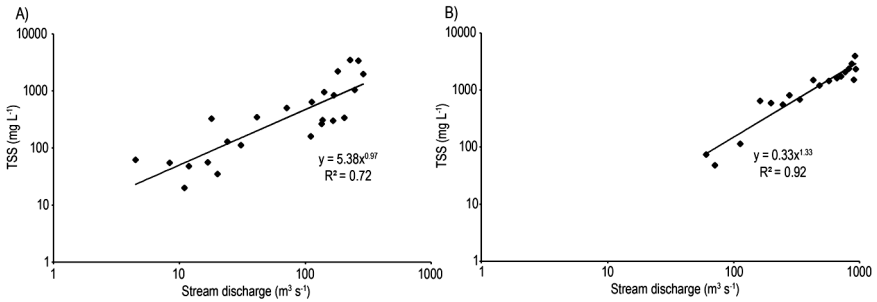 A)
10000
1000
100
10
1
TSS (mg L⁻¹)
y = 5.38x^0.97
R² = 0.72
1
10
100
1000
Stream discharge (m³ s⁻¹)
B)
10000
1000
100
10
1
TSS (mg L⁻¹)
y = 0.33x^1.33
R² = 0.92
1
10
100
1000
Stream discharge (m³ s⁻¹)